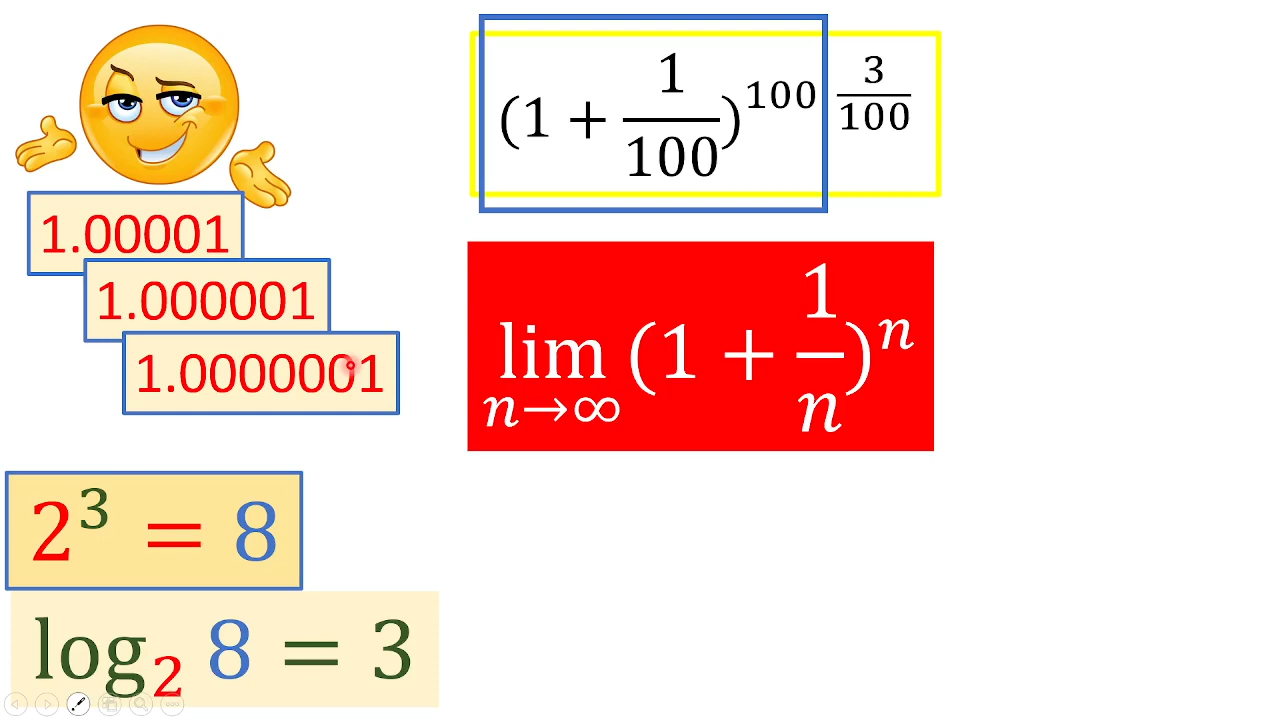 (1 + 1/100)^100 3/100
1.00001
1.000001
1.0000001
lim n→∞ (1 + 1/n)^n
2^3 = 8
log_2 8 = 3